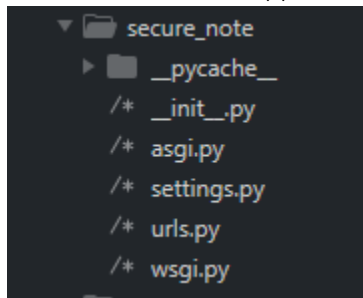 secure_note
__pycache__
/* __init__.py
/* asgi.py
/* settings.py
/* urls.py
/* wsgi.py